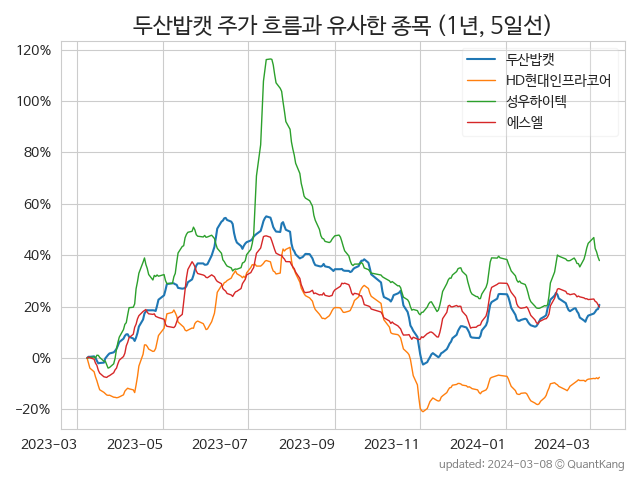 두산밥캣 주가 흐름과 유사한 종목 (1년, 5일선)
120%
100%
80%
60%
40%
20%
0%
−20%
두산밥캣
HD현대인프라코어
성우하이텍
에스엘
2023-03
2023-05
2023-07
2023-09
2023-11
2024-01
2024-03
updated: 2024-03-08 © QuantKang